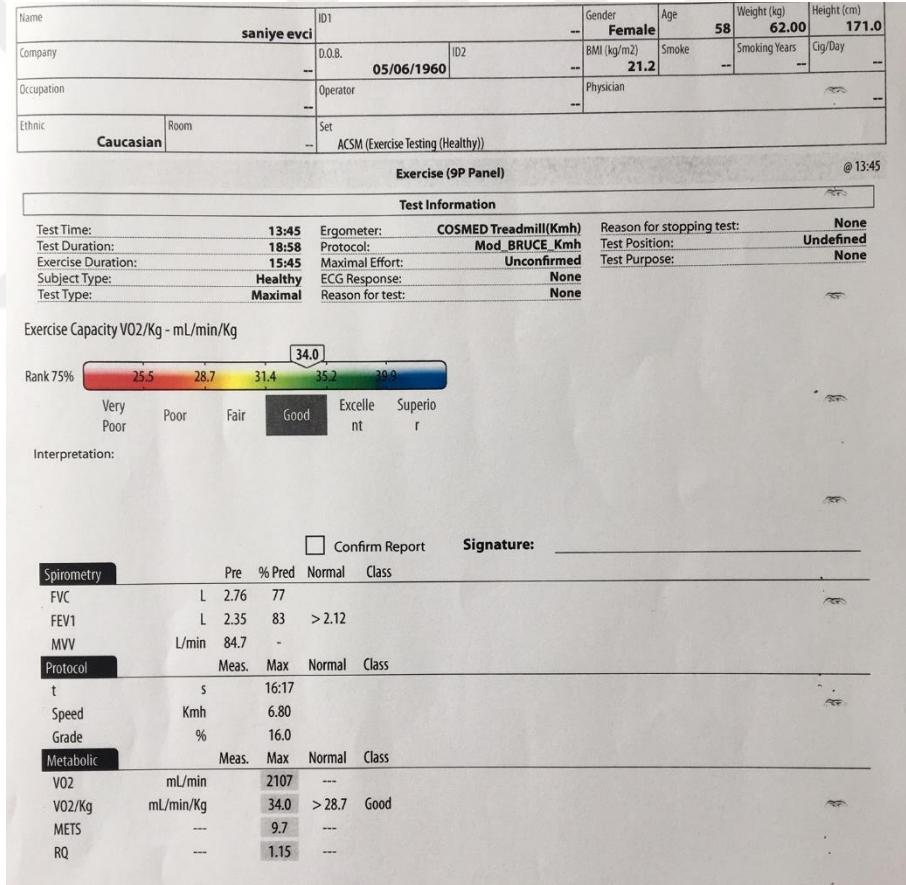 Name ID1 Gender Age Weight (kg) Height (cm)
saniye evci -- Female 58 62.00 171.0
Company D.O.B. ID2 BMI (kg/m2) Smoke Smoking Years Cig/Day
-- 05/06/1960 -- 21.2 -- -- --
Occupation Operator Physician
-- -- --
Ethnic Room Set
Caucasian -- ACSM (Exercise Testing (Healthy))
Exercise (9P Panel) @ 13:45
Test Information
Test Time: 13:45 Ergometer: COSMED Treadmill(Kmh) Reason for stopping test: None
Test Duration: 18:58 Protocol: Mod_BRUCE_Kmh Test Position: Undefined
Exercise Duration: 15:45 Maximal Effort: Unconfirmed Test Purpose: None
Subject Type: Healthy ECG Response: None
Test Type: Maximal Reason for test: None
Exercise Capacity VO2/Kg - mL/min/Kg
34.0
Rank 75% 25.5 28.7 31.4 35.2 39.9
Very Poor Fair Good Excelle Superio
Poor nt r
Interpretation:
Confirm Report Signature:
Spirometry Pre % Pred Normal Class
FVC L 2.76 77
FEV1 L 2.35 83 > 2.12
MVV L/min 84.7 -
Protocol Meas. Max Normal Class
t s 16:17
Speed Kmh 6.80
Grade % 16.0
Metabolic Meas. Max Normal Class
VO2 mL/min 2107 ---
VO2/Kg mL/min/Kg 34.0 > 28.7 Good
METS --- 9.7 ---
RQ --- 1.15 ---